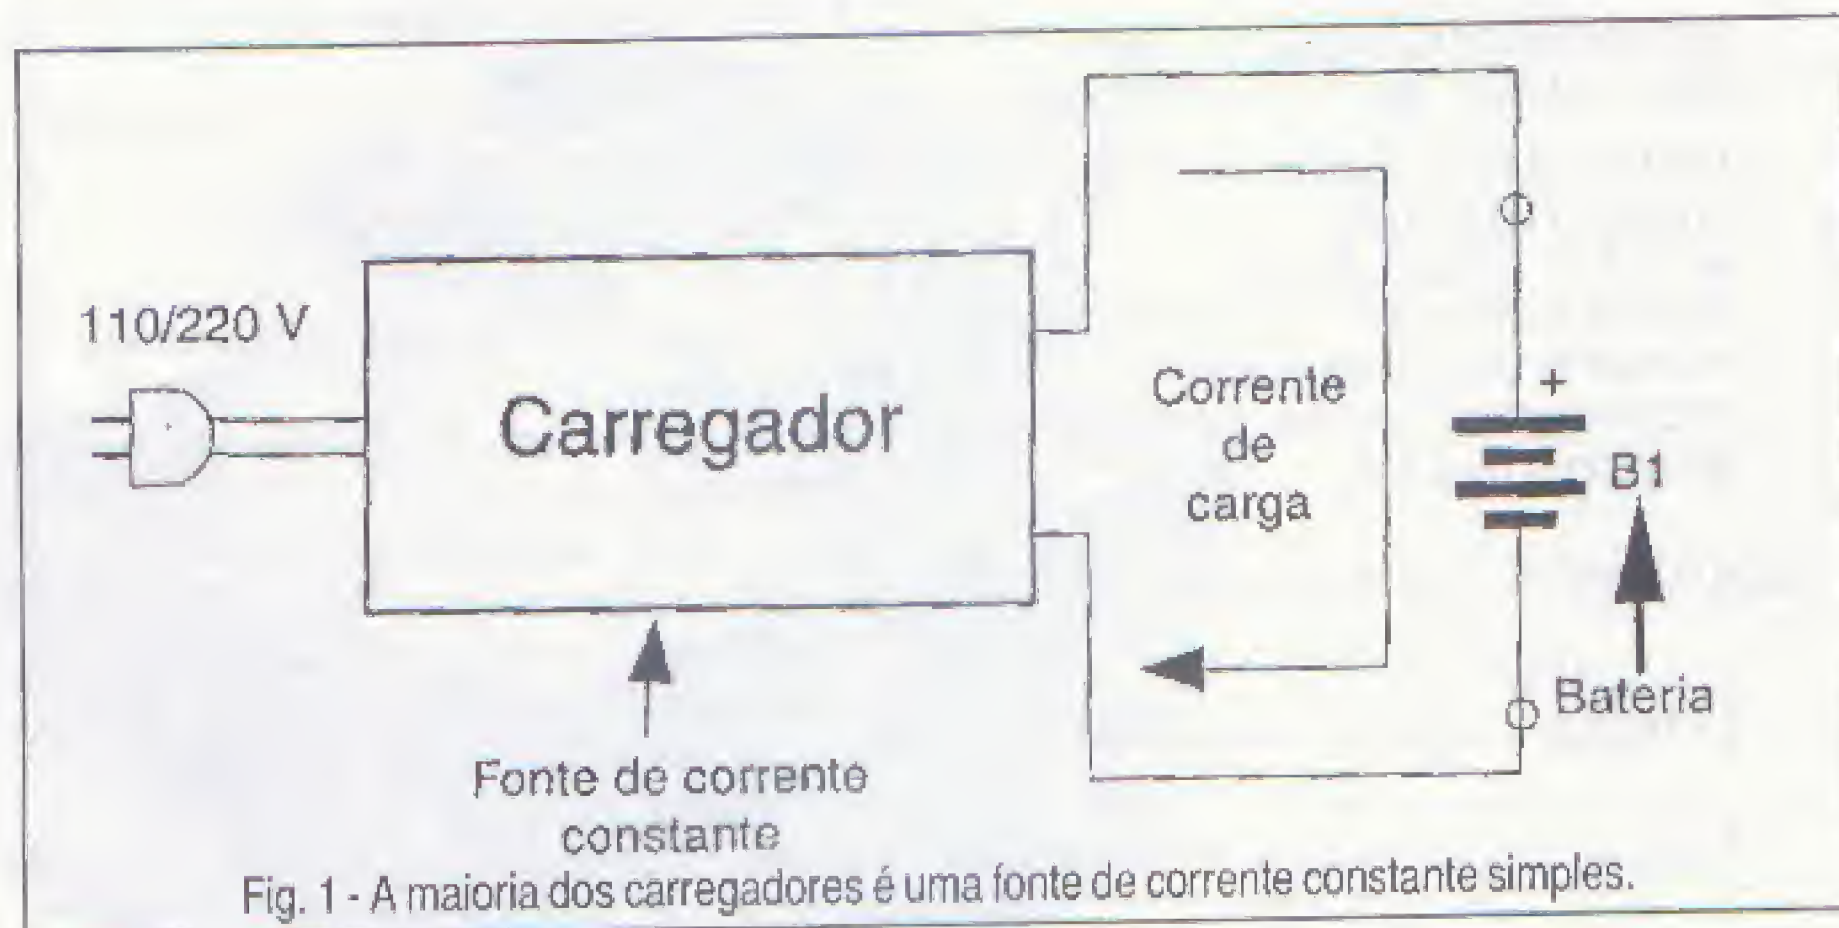 110/220 V
Carregador
Corrente
de
carga
+
B1
Bateria
Fonte de corrente
constante
Fig. 1 - A maioria dos carregadores é uma fonte de corrente constante simples.